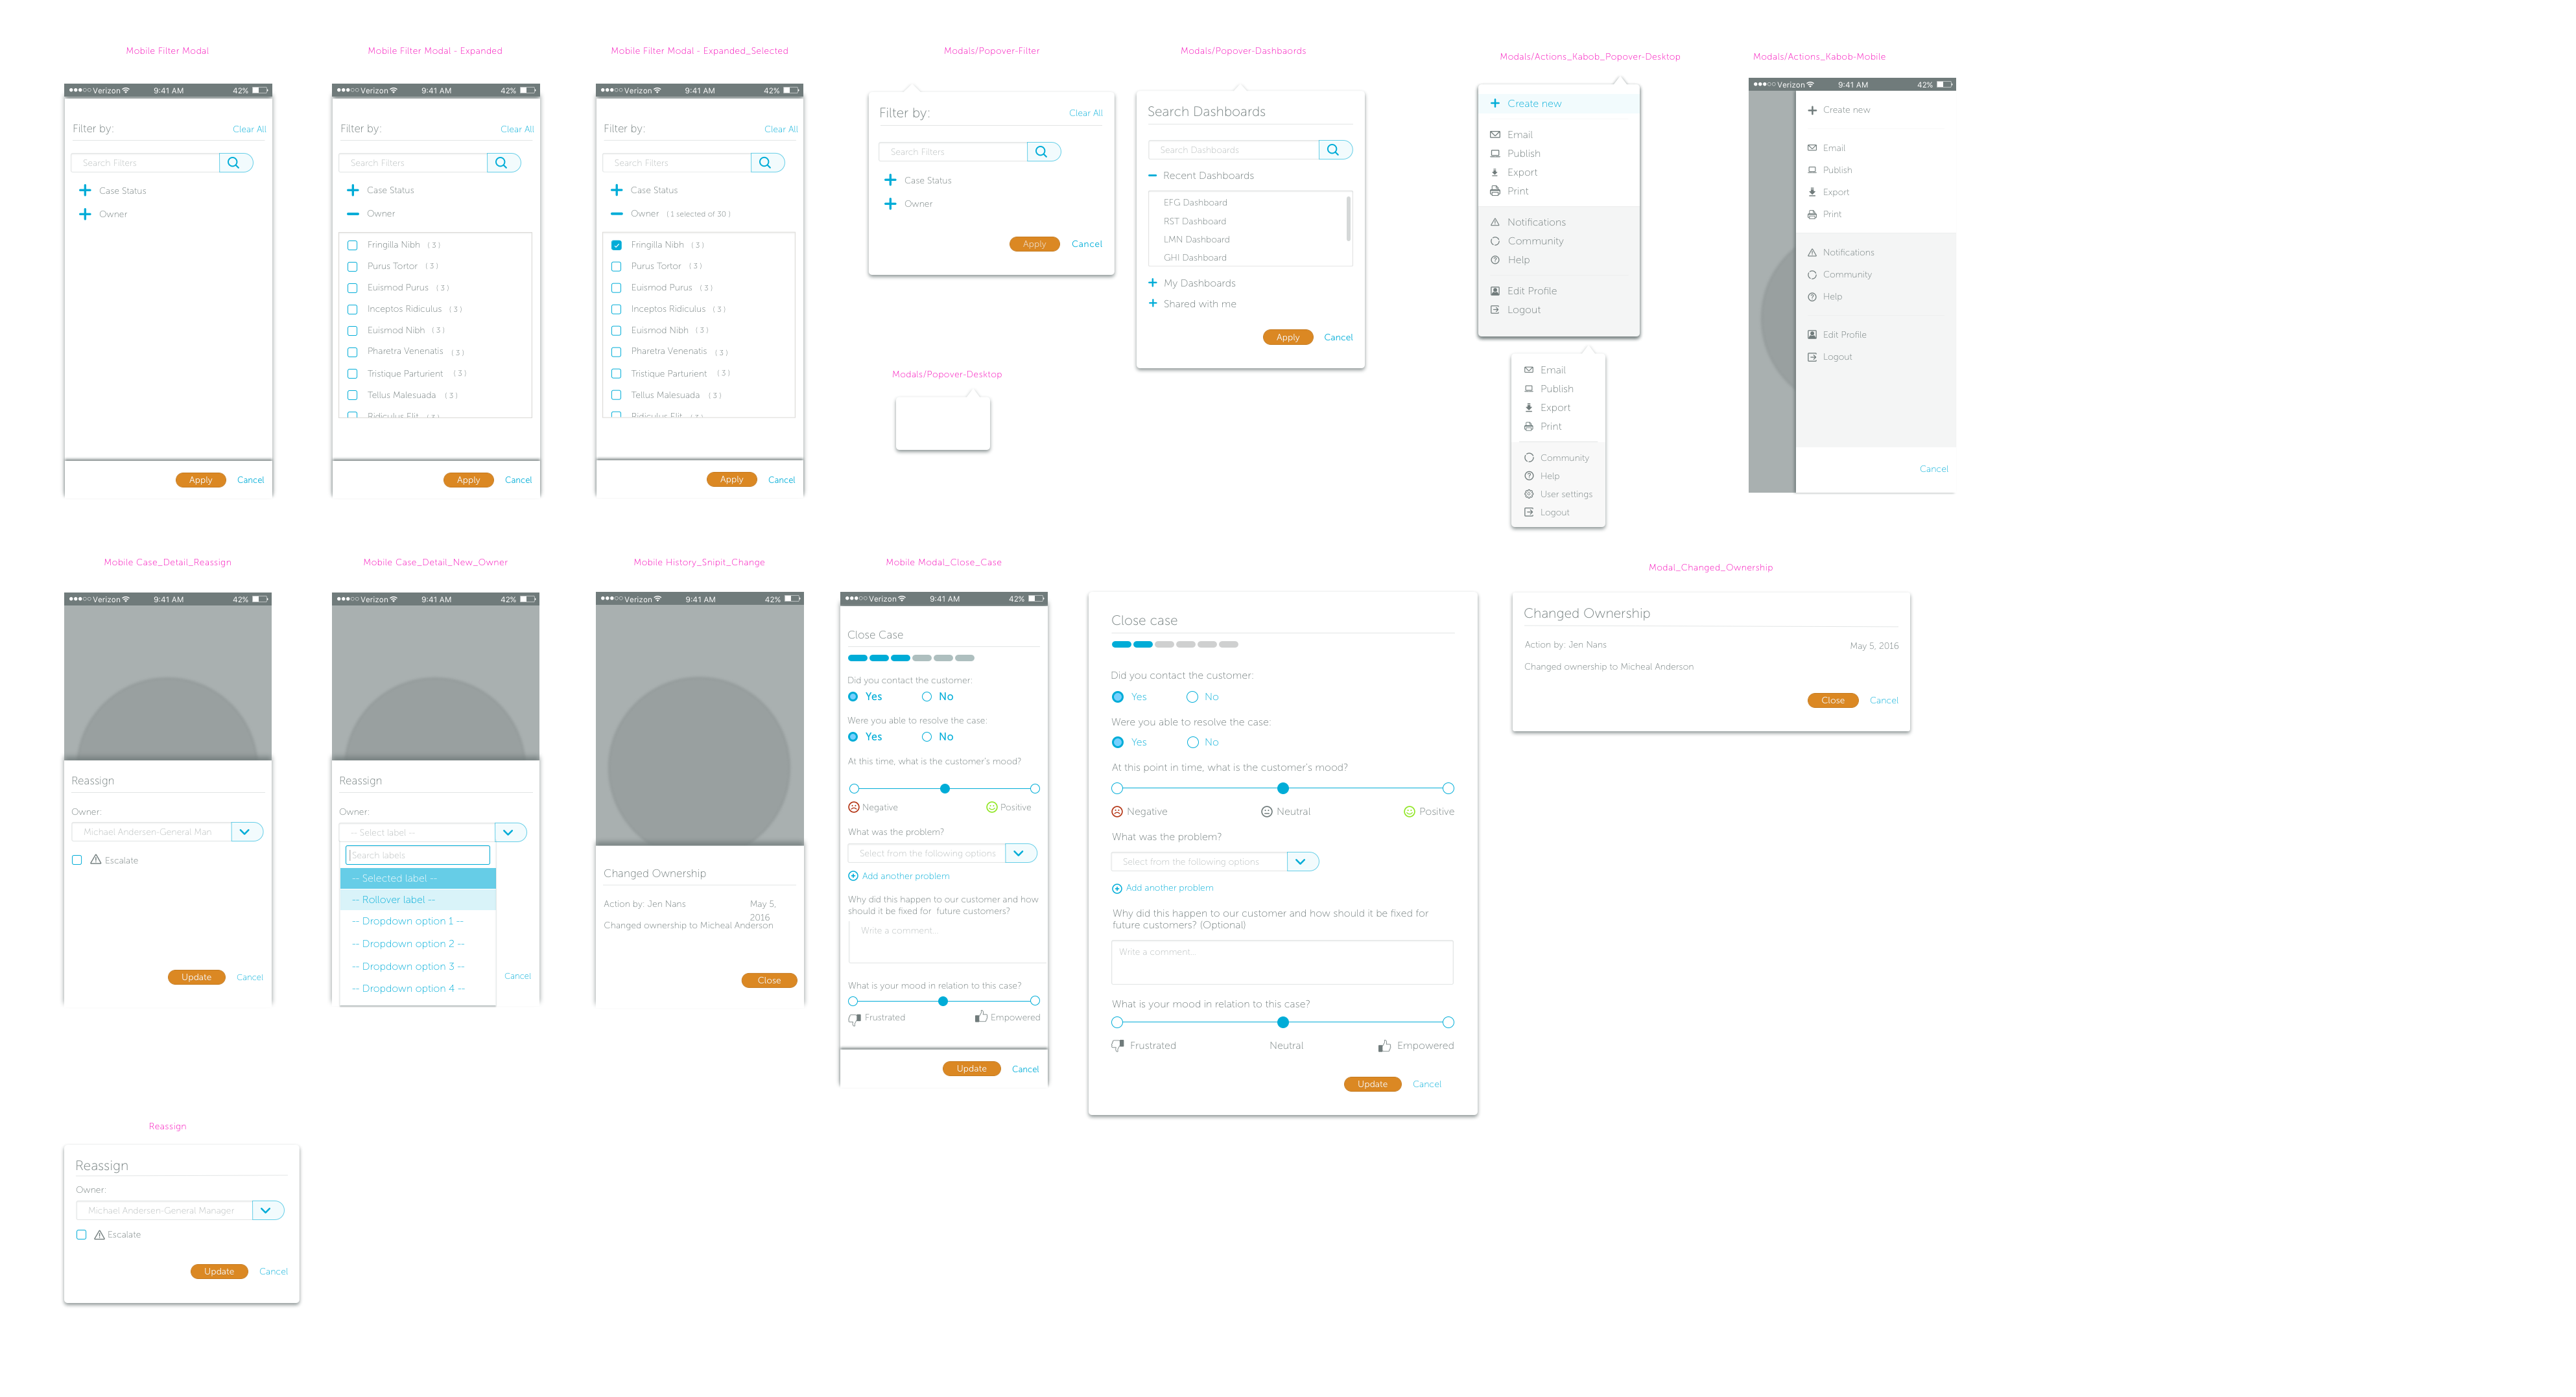 Mobile Filter Modal
Verizon 9:41 AM 42%
Filter by: Clear All
Search Filters
Case Status
Owner
Apply Cancel
Mobile Filter Modal - Expanded
Verizon 9:41 AM 42%
Filter by: Clear All
Search Filters
Case Status
Owner
Fringilla Nibh ( 3 )
Purus Tortor ( 3 )
Euismod Purus ( 3 )
Inceptos Ridiculus ( 3 )
Euismod Nibh ( 3 )
Pharetra Venenatis ( 3 )
Tristique Parturient ( 3 )
Tellus Malesuada ( 3 )
Ridiculus Elit ( 3 )
Apply Cancel
Mobile Filter Modal - Expanded_Selected
Verizon 9:41 AM 42%
Filter by: Clear All
Search Filters
Case Status
Owner ( 1 selected of 30 )
Fringilla Nibh ( 3 )
Purus Tortor ( 3 )
Euismod Purus ( 3 )
Inceptos Ridiculus ( 3 )
Euismod Nibh ( 3 )
Pharetra Venenatis ( 3 )
Tristique Parturient ( 3 )
Tellus Malesuada ( 3 )
Ridiculus Elit ( 3 )
Apply Cancel
Modals/Popover-Filter
Filter by: Clear All
Search Filters
Case Status
Owner
Apply Cancel
Modals/Popover-Desktop
Modals/Popover-Dashbaords
Search Dashboards
Search Dashboards
Recent Dashboards
EFG Dashboard
RST Dashboard
LMN Dashboard
GHI Dashboard
My Dashboards
Shared with me
Apply Cancel
Modals/Actions_Kabob_Popover-Desktop
Create new
Email
Publish
Export
Print
Notifications
Community
Help
Edit Profile
Logout
Email
Publish
Export
Print
Community
Help
User settings
Logout
Modals/Actions_Kabob-Mobile
Verizon 9:41 AM 42%
Create new
Email
Publish
Export
Print
Notifications
Community
Help
Edit Profile
Logout
Cancel
Mobile Case_Detail_Reassign
Verizon 9:41 AM 42%
Reassign
Owner:
Michael Andersen-General Man
Escalate
Update Cancel
Mobile Case_Detail_New_Owner
Verizon 9:41 AM 42%
Reassign
Owner:
-- Select label --
Search labels
-- Selected label --
-- Rollover label --
-- Dropdown option 1 --
-- Dropdown option 2 --
-- Dropdown option 3 --
-- Dropdown option 4 --
Cancel
Mobile History_Snipit_Change
Verizon 9:41 AM 42%
Changed Ownership
Action by: Jen Nans May 5,
2016
Changed ownership to Micheal Anderson
Close
Mobile Modal_Close_Case
Verizon 9:41 AM 42%
Close Case
Did you contact the customer:
Yes No
Were you able to resolve the case:
Yes No
At this time, what is the customer's mood?
Negative Positive
What was the problem?
Select from the following options
Add another problem
Why did this happen to our customer and how
should it be fixed for future customers?
Write a comment...
What is your mood in relation to this case?
Frustrated Empowered
Update Cancel
Close case
Did you contact the customer:
Yes No
Were you able to resolve the case:
Yes No
At this point in time, what is the customer's mood?
Negative Neutral Positive
What was the problem?
Select from the following options
Add another problem
Why did this happen to our customer and how should it be fixed for
future customers? (Optional)
Write a comment...
What is your mood in relation to this case?
Frustrated Neutral Empowered
Update Cancel
Modal_Changed_Ownership
Changed Ownership
Action by: Jen Nans May 5, 2016
Changed ownership to Micheal Anderson
Close Cancel
Reassign
Reassign
Owner:
Michael Andersen-General Manager
Escalate
Update Cancel